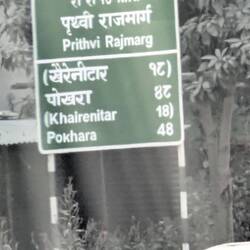 पृथ्वी राजमार्ग
Prithvi Rajmarg
(खैरेनीटार १८)
पोखरा ४८
(Khairenitar 18)
Pokhara 48